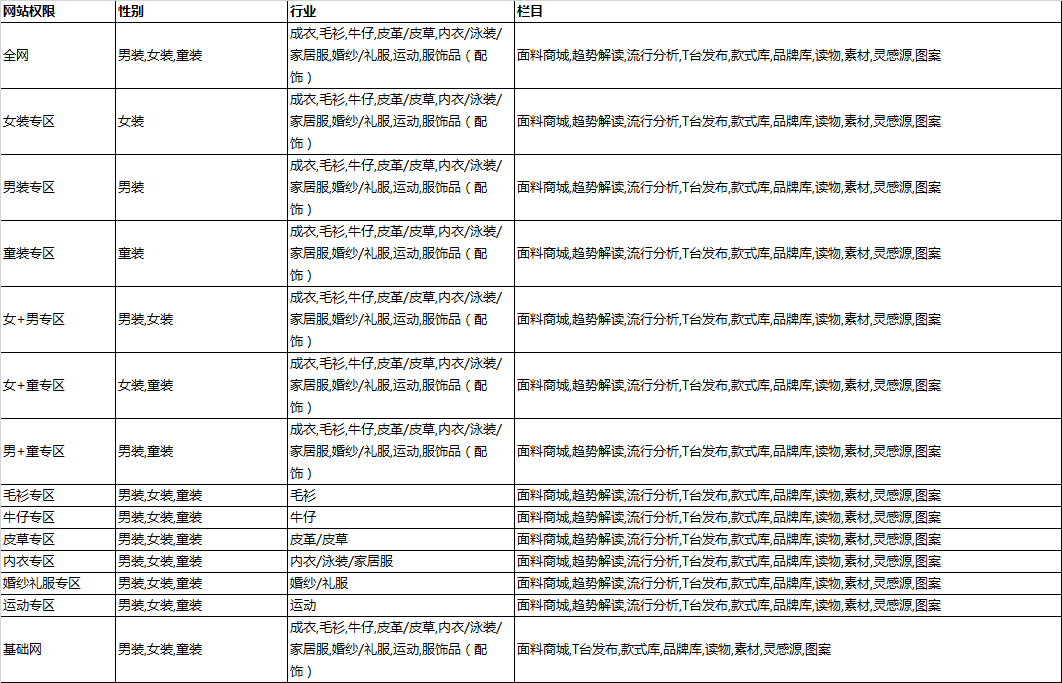 网站权限 性别 行业 栏目
全网 男装,女装,童装 成衣,毛衫,牛仔,皮革/皮草,内衣/泳装/ 面料商城,趋势解读,流行分析,T台发布,款式库,品牌库,读物,素材,灵感源,图案
家居服,婚纱/礼服,运动,服饰品（配
饰）
女装专区 女装 成衣,毛衫,牛仔,皮革/皮草,内衣/泳装/ 面料商城,趋势解读,流行分析,T台发布,款式库,品牌库,读物,素材,灵感源,图案
家居服,婚纱/礼服,运动,服饰品（配
饰）
男装专区 男装 成衣,毛衫,牛仔,皮革/皮草,内衣/泳装/ 面料商城,趋势解读,流行分析,T台发布,款式库,品牌库,读物,素材,灵感源,图案
家居服,婚纱/礼服,运动,服饰品（配
饰）
童装专区 童装 成衣,毛衫,牛仔,皮革/皮草,内衣/泳装/ 面料商城,趋势解读,流行分析,T台发布,款式库,品牌库,读物,素材,灵感源,图案
家居服,婚纱/礼服,运动,服饰品（配
饰）
女+男专区 男装,女装 成衣,毛衫,牛仔,皮革/皮草,内衣/泳装/ 面料商城,趋势解读,流行分析,T台发布,款式库,品牌库,读物,素材,灵感源,图案
家居服,婚纱/礼服,运动,服饰品（配
饰）
女+童专区 女装,童装 成衣,毛衫,牛仔,皮革/皮草,内衣/泳装/ 面料商城,趋势解读,流行分析,T台发布,款式库,品牌库,读物,素材,灵感源,图案
家居服,婚纱/礼服,运动,服饰品（配
饰）
男+童专区 男装,童装 成衣,毛衫,牛仔,皮革/皮草,内衣/泳装/ 面料商城,趋势解读,流行分析,T台发布,款式库,品牌库,读物,素材,灵感源,图案
家居服,婚纱/礼服,运动,服饰品（配
饰）
毛衫专区 男装,女装,童装 毛衫 面料商城,趋势解读,流行分析,T台发布,款式库,品牌库,读物,素材,灵感源,图案
牛仔专区 男装,女装,童装 牛仔 面料商城,趋势解读,流行分析,T台发布,款式库,品牌库,读物,素材,灵感源,图案
皮草专区 男装,女装,童装 皮革/皮草 面料商城,趋势解读,流行分析,T台发布,款式库,品牌库,读物,素材,灵感源,图案
内衣专区 男装,女装,童装 内衣/泳装/家居服 面料商城,趋势解读,流行分析,T台发布,款式库,品牌库,读物,素材,灵感源,图案
婚纱礼服专区 男装,女装,童装 婚纱/礼服 面料商城,趋势解读,流行分析,T台发布,款式库,品牌库,读物,素材,灵感源,图案
运动专区 男装,女装,童装 运动 面料商城,趋势解读,流行分析,T台发布,款式库,品牌库,读物,素材,灵感源,图案
基础网 男装,女装,童装 成衣,毛衫,牛仔,皮革/皮草,内衣/泳装/ 面料商城,T台发布,款式库,品牌库,读物,素材,灵感源,图案
家居服,婚纱/礼服,运动,服饰品（配
饰）